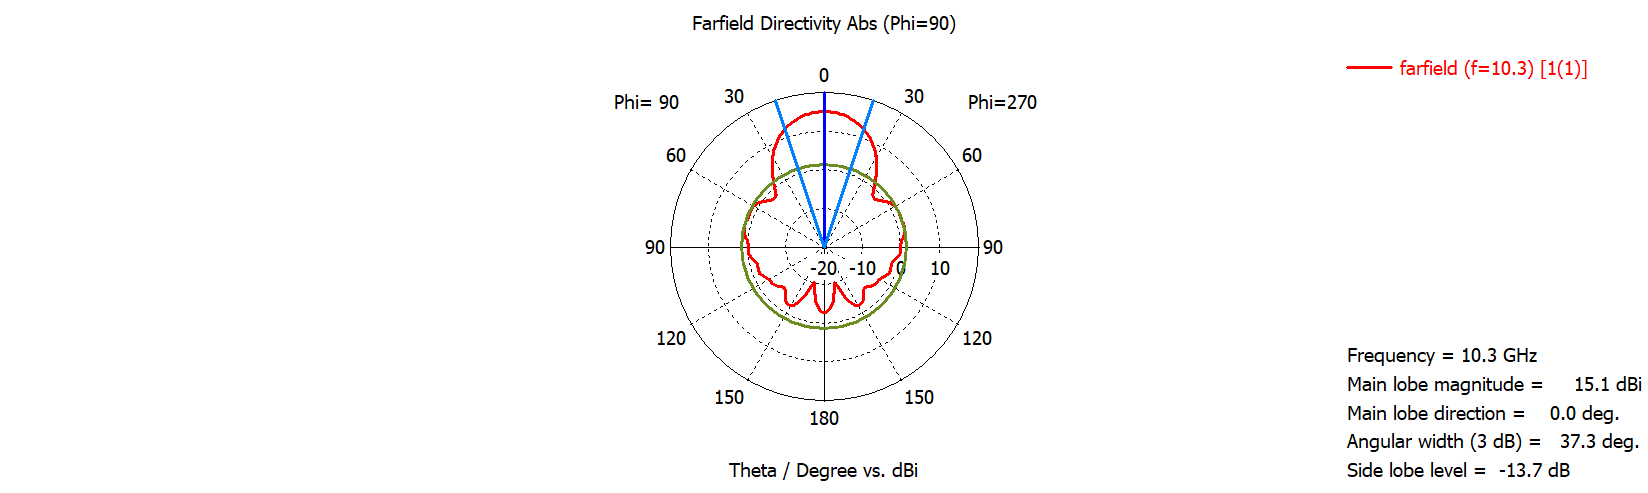 Farfield Directivity Abs (Phi=90)
farfield (f=10.3) [1(1)]
0
Phi= 90
30
30
Phi=270
60
60
90
90
-20
-10
0
10
120
120
150
150
180
Theta / Degree vs. dBi
Frequency = 10.3 GHz
Main lobe magnitude = 15.1 dBi
Main lobe direction = 0.0 deg.
Angular width (3 dB) = 37.3 deg.
Side lobe level = -13.7 dB